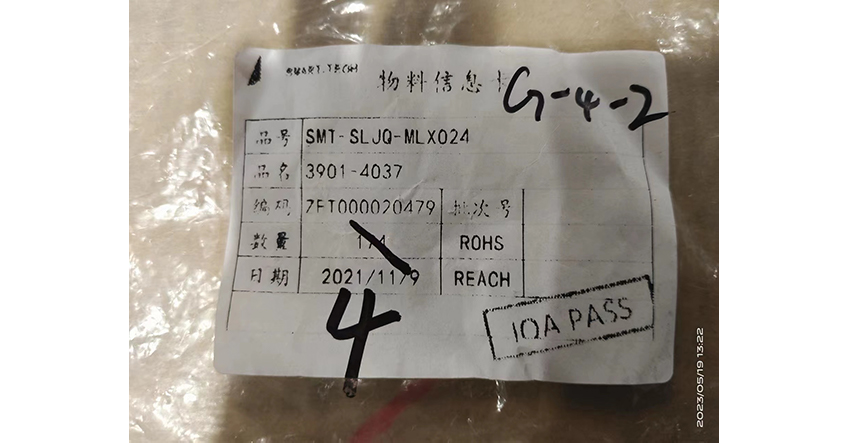 SMART.TECH
物料信息卡
G-4-2
品号 SMT-SLJQ-MLX024
品名 3901-4037
编码 ZFT000020479 批次号
数量 ROHS
日期 2021/11/9 REACH
4
IQA PASS
2023/05/19 13:22